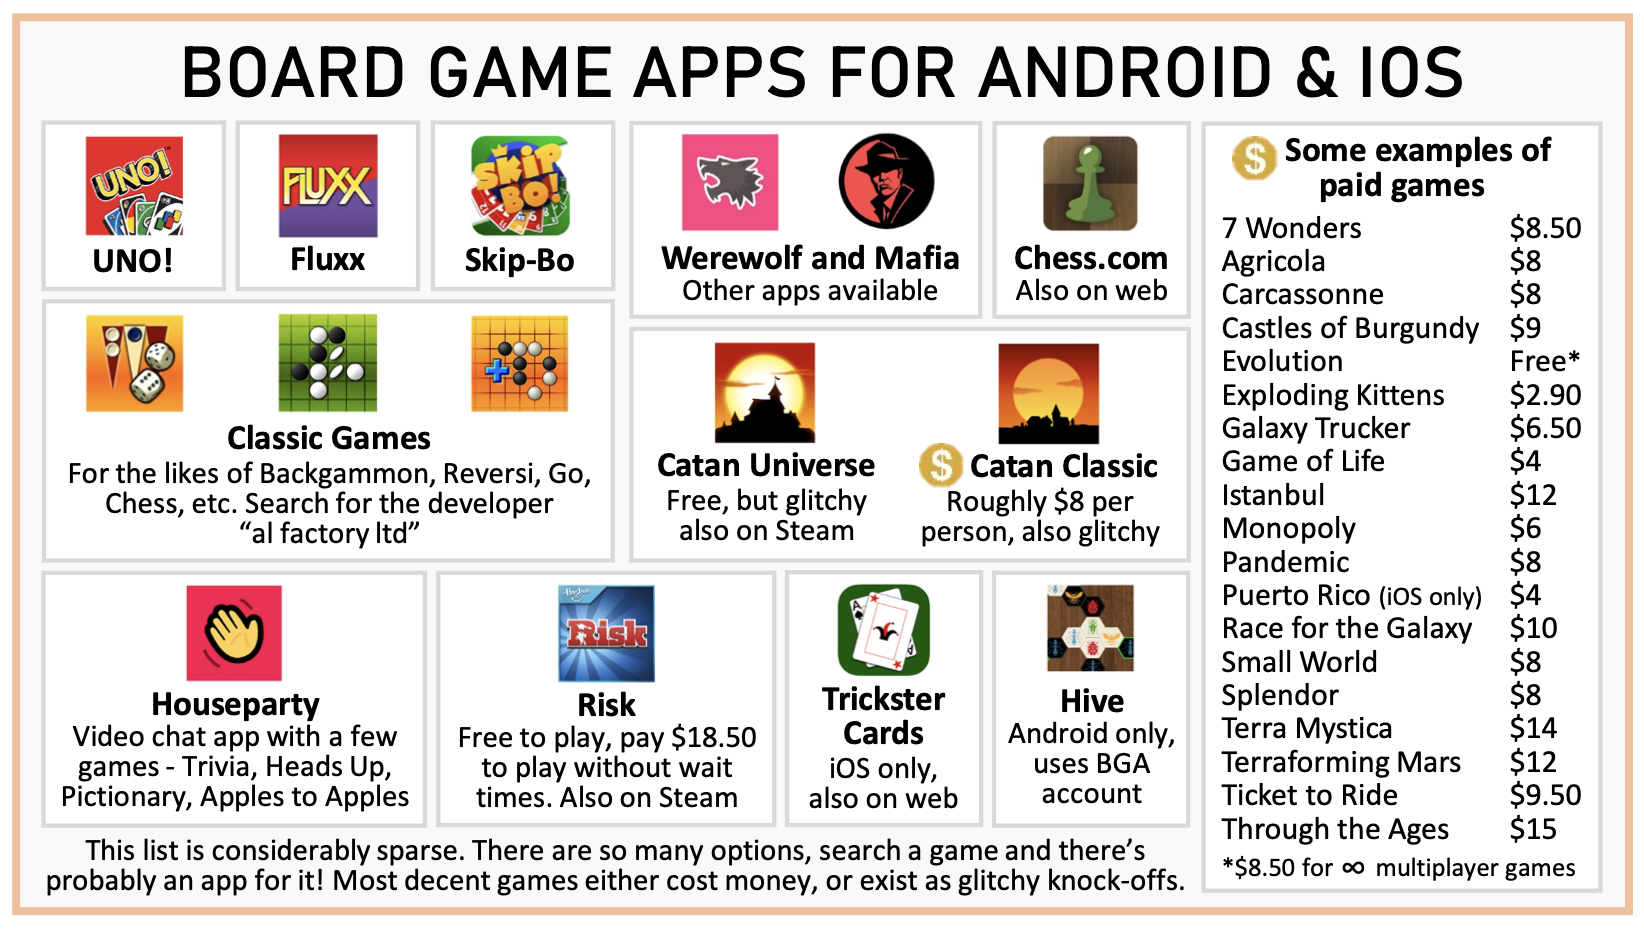 BOARD GAME APPS FOR ANDROID & IOS
UNO!
UNO!
FLUXX
Fluxx
SKIP
BO!
Skip-Bo
Werewolf and Mafia
Other apps available
Chess.com
Also on web
Classic Games
For the likes of Backgammon, Reversi, Go,
Chess, etc. Search for the developer
“al factory ltd”
Catan Universe
Free, but glitchy
also on Steam
$ Catan Classic
Roughly $8 per
person, also glitchy
Houseparty
Video chat app with a few
games - Trivia, Heads Up,
Pictionary, Apples to Apples
Hasbro
Risk
Risk
Free to play, pay $18.50
to play without wait
times. Also on Steam
A
A
Trickster
Cards
iOS only,
also on web
Hive
Android only,
uses BGA
account
This list is considerably sparse. There are so many options, search a game and there’s
probably an app for it! Most decent games either cost money, or exist as glitchy knock-offs.
$ Some examples of
paid games
7 Wonders $8.50
Agricola $8
Carcassonne $8
Castles of Burgundy $9
Evolution Free*
Exploding Kittens $2.90
Galaxy Trucker $6.50
Game of Life $4
Istanbul $12
Monopoly $6
Pandemic $8
Puerto Rico (iOS only) $4
Race for the Galaxy $10
Small World $8
Splendor $8
Terra Mystica $14
Terraforming Mars $12
Ticket to Ride $9.50
Through the Ages $15
*$8.50 for ∞ multiplayer games